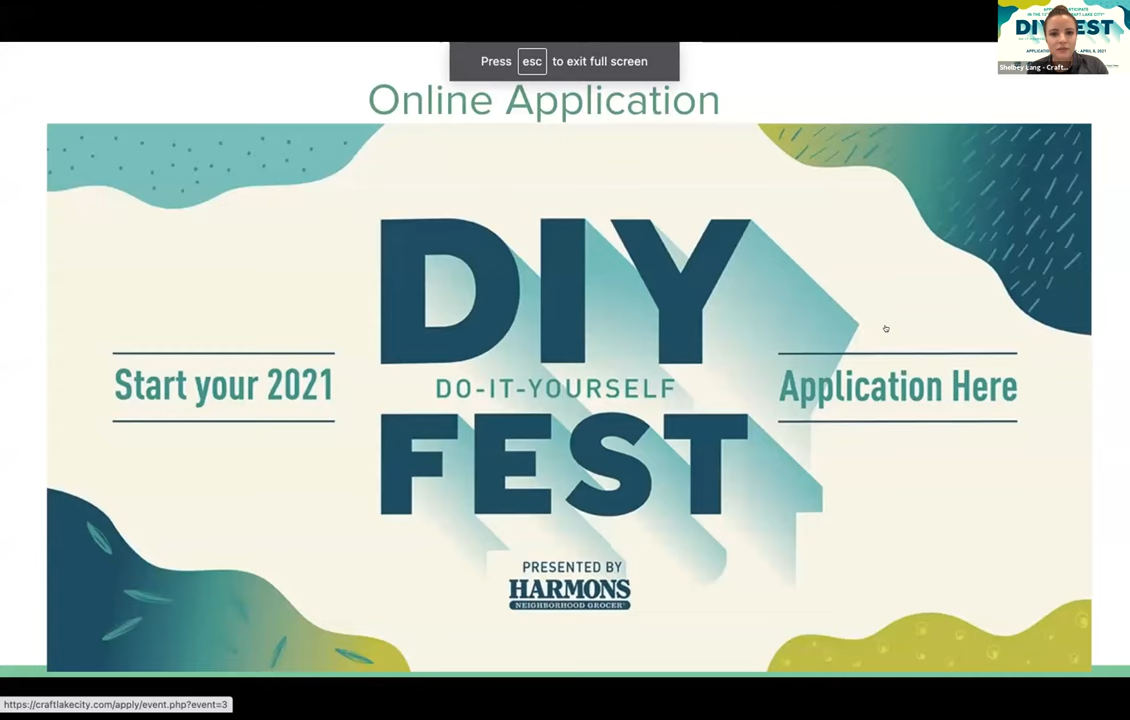 Press esc to exit full screen
DIY FEST
Shelbey Lang - Craft...
Online Application
DIY
Start your 2021
DO-IT-YOURSELF
Application Here
FEST
PRESENTED BY
HARMONS
NEIGHBORHOOD GROCER
https://craftlakecity.com/apply/event.php?event=3